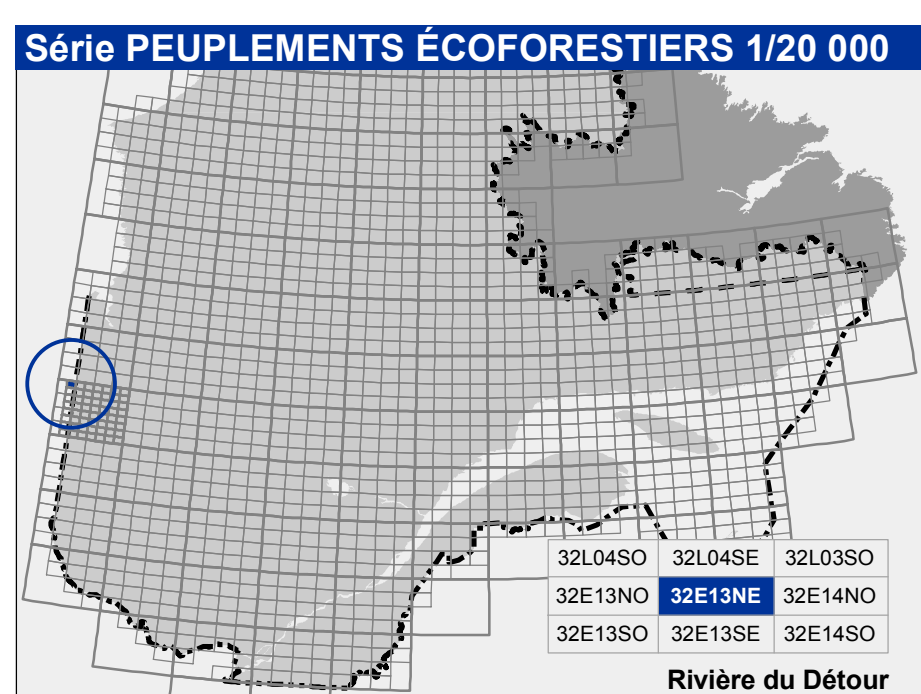 Série PEUPLEMENTS ÉCOFORESTIERS 1/20 000
32L04SO 32L04SE 32L03SO
32E13NO 32E13NE 32E14NO
32E13SO 32E13SE 32E14SO
Rivière du Détour